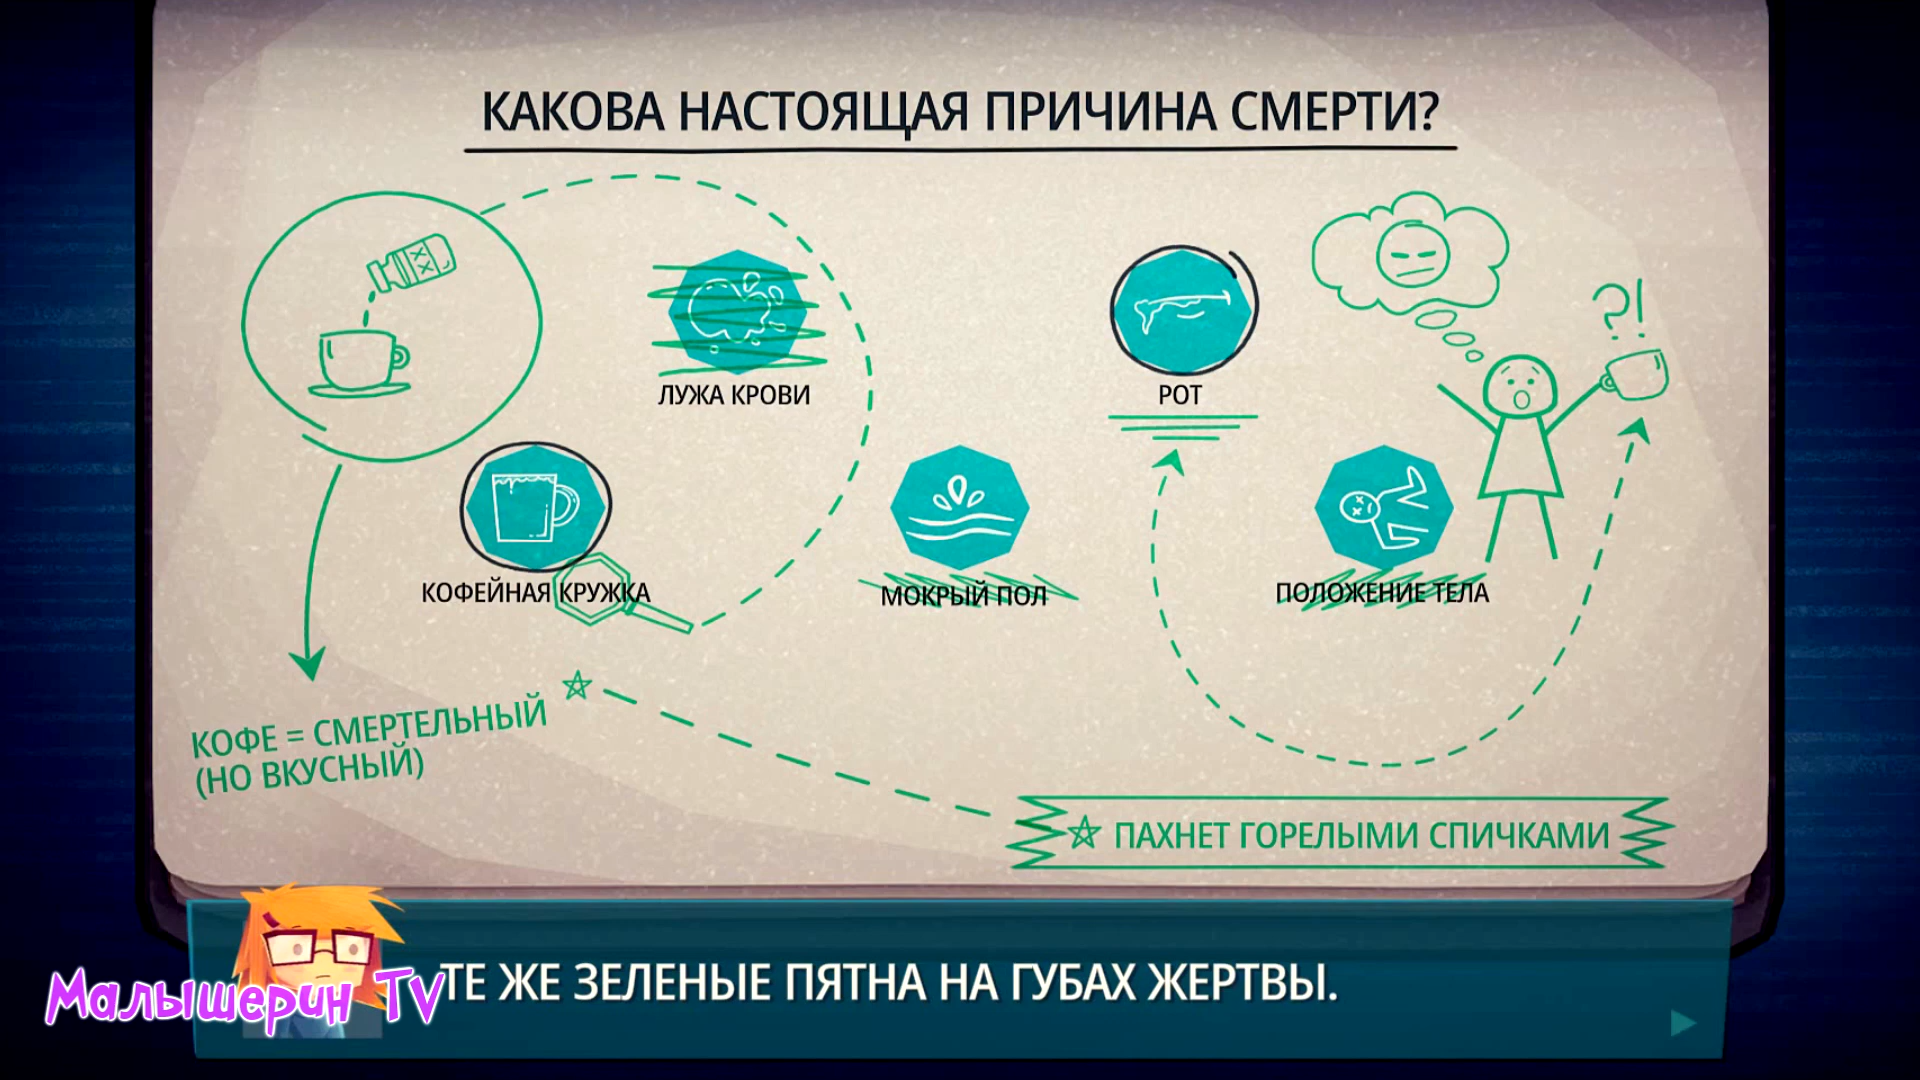 КАКОВА НАСТОЯЩАЯ ПРИЧИНА СМЕРТИ?
?!
ЛУЖА КРОВИ
РОТ
КОФЕЙНАЯ КРУЖКА
МОКРЫЙ ПОЛ
ПОЛОЖЕНИЕ ТЕЛА
КОФЕ = СМЕРТЕЛЬНЫЙ
(НО ВКУСНЫЙ)
ПАХНЕТ ГОРЕЛЫМИ СПИЧКАМИ
ТЕ ЖЕ ЗЕЛЕНЫЕ ПЯТНА НА ГУБАХ ЖЕРТВЫ.
Малышерин TV